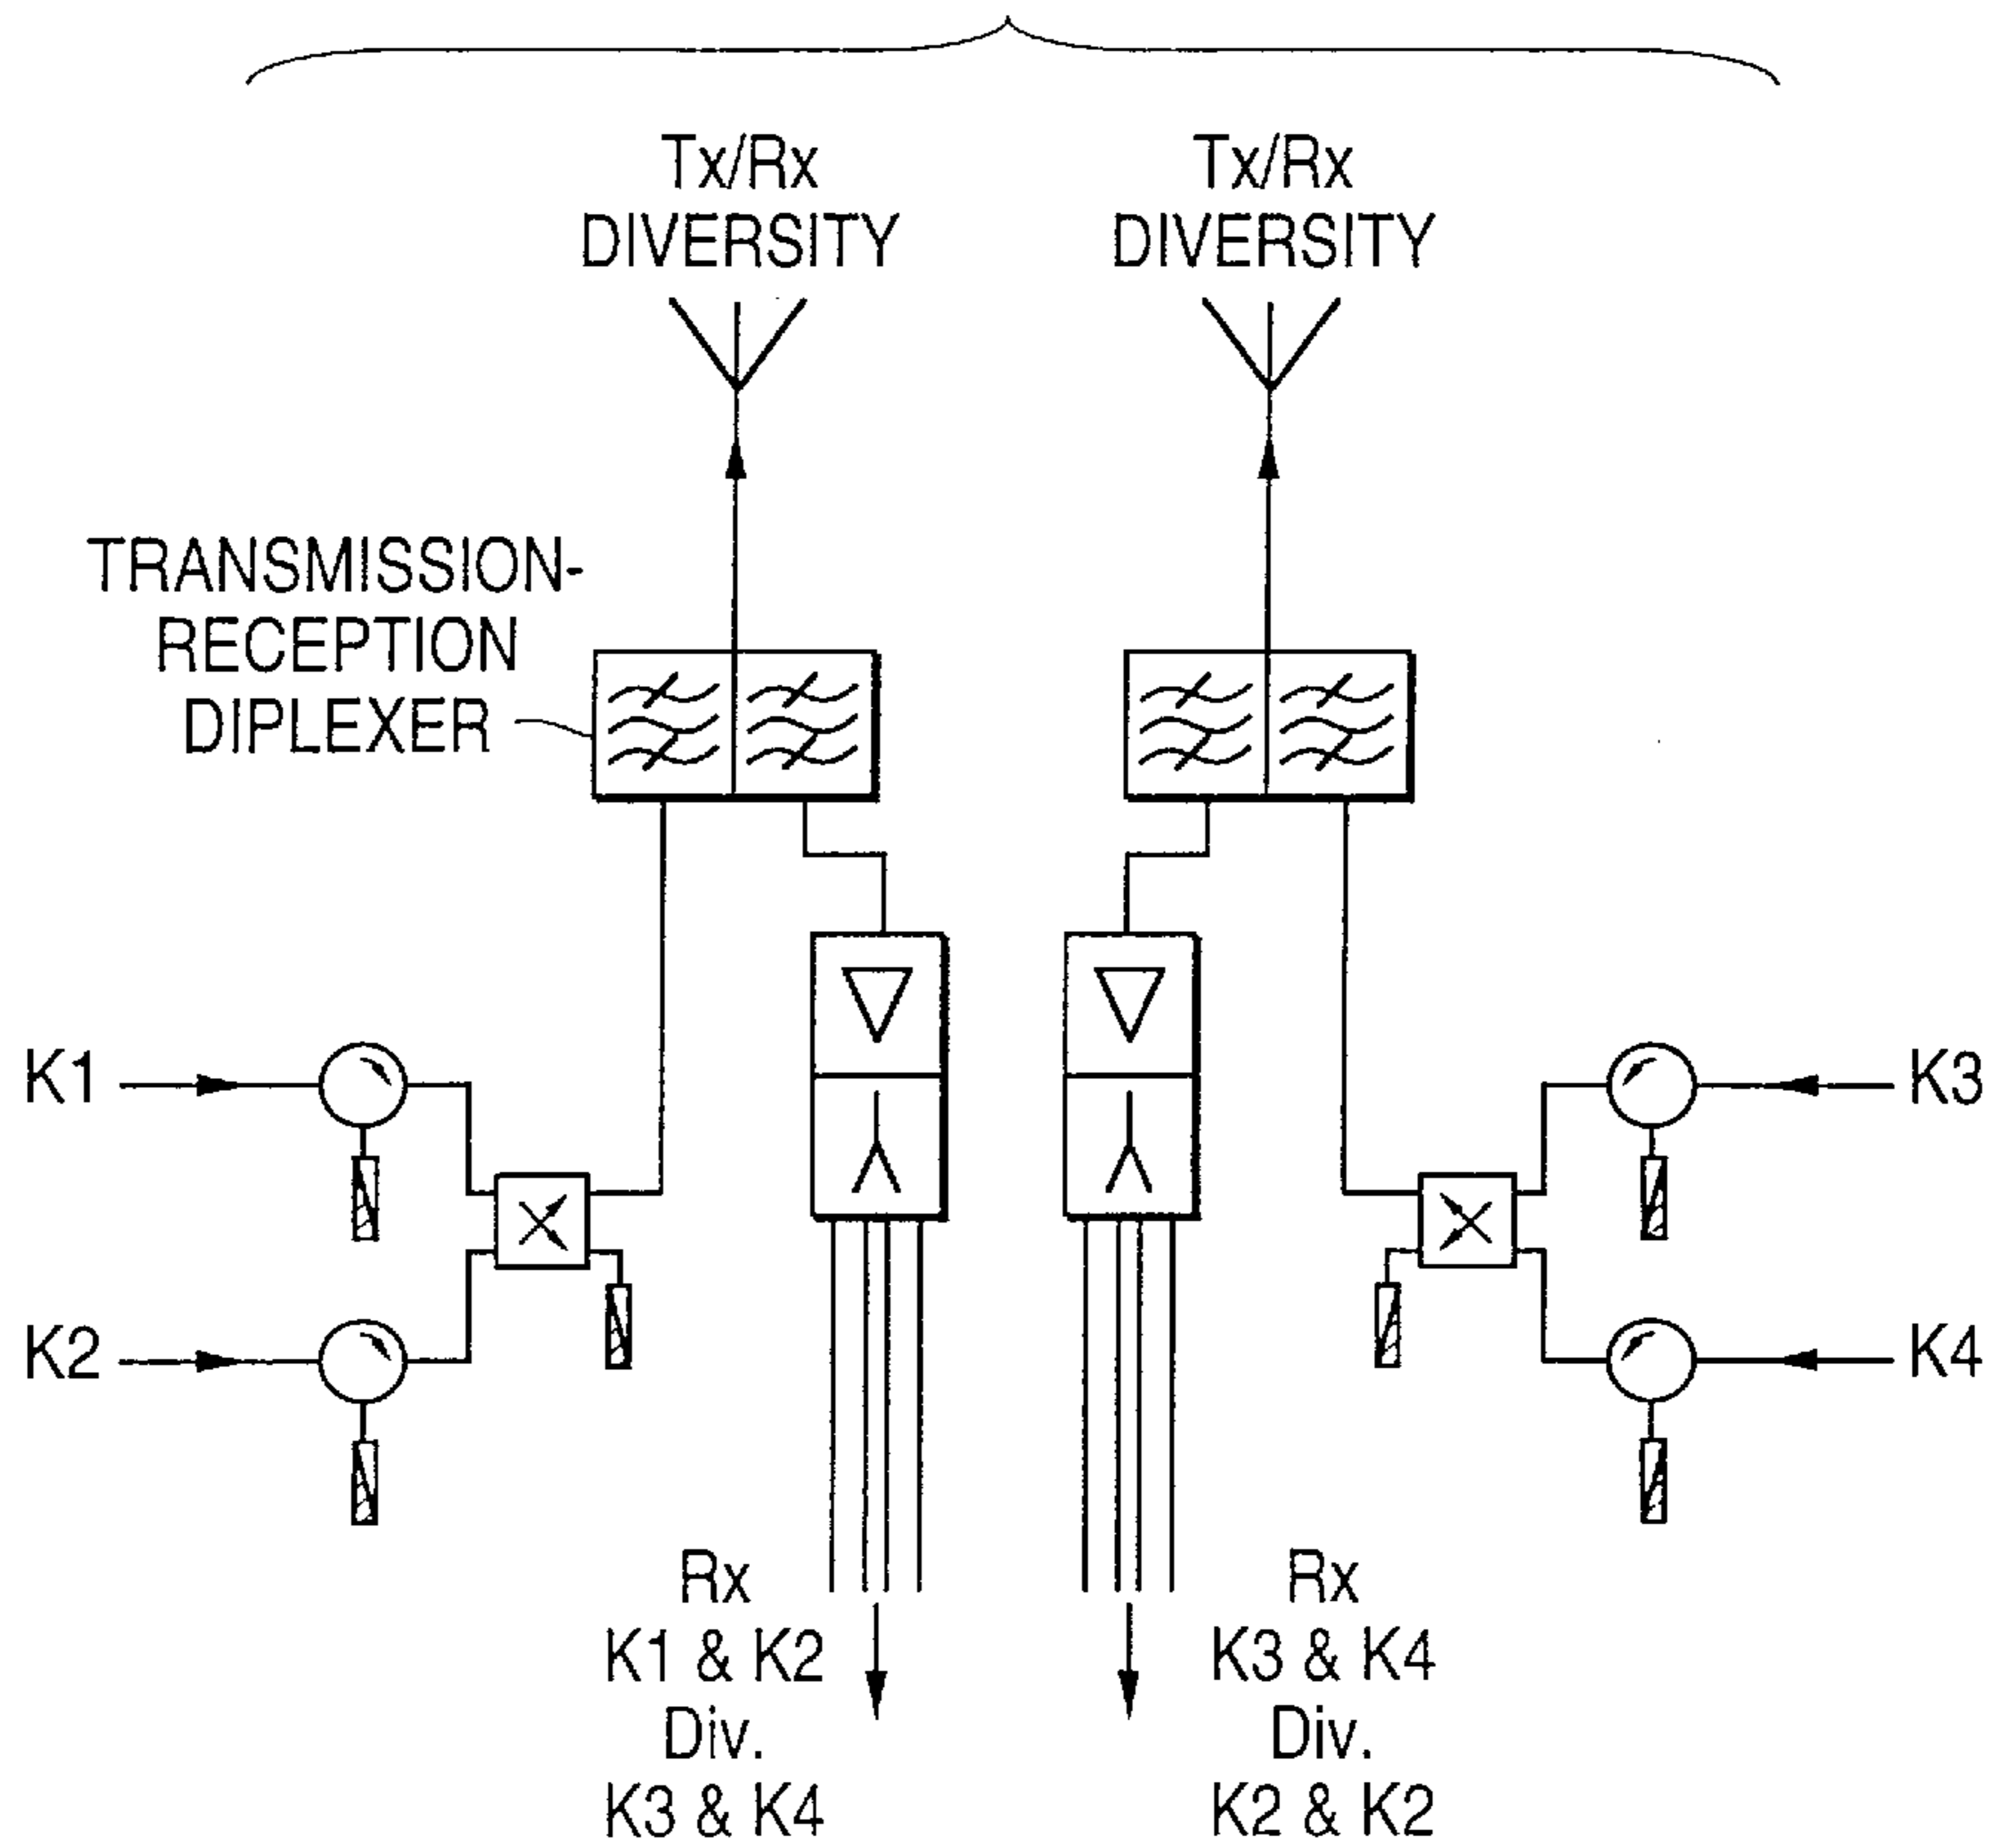 Tx/Rx
DIVERSITY
Tx/Rx
DIVERSITY
TRANSMISSION-
RECEPTION
DIPLEXER
K1
K3
K2
K4
Rx
K1 & K2
Div.
K3 & K4
Rx
K3 & K4
Div.
K2 & K2